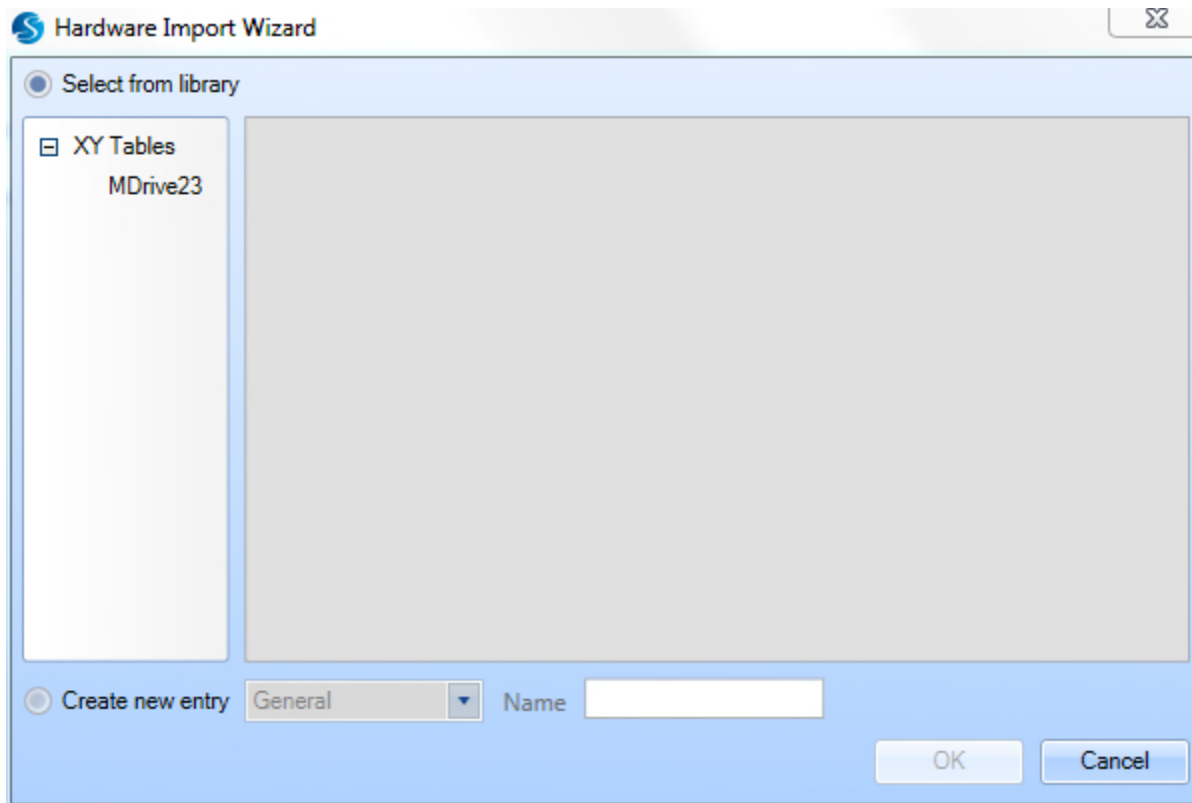 Hardware Import Wizard
Select from library
XY Tables
MDrive23
Create new entry General Name
OK Cancel